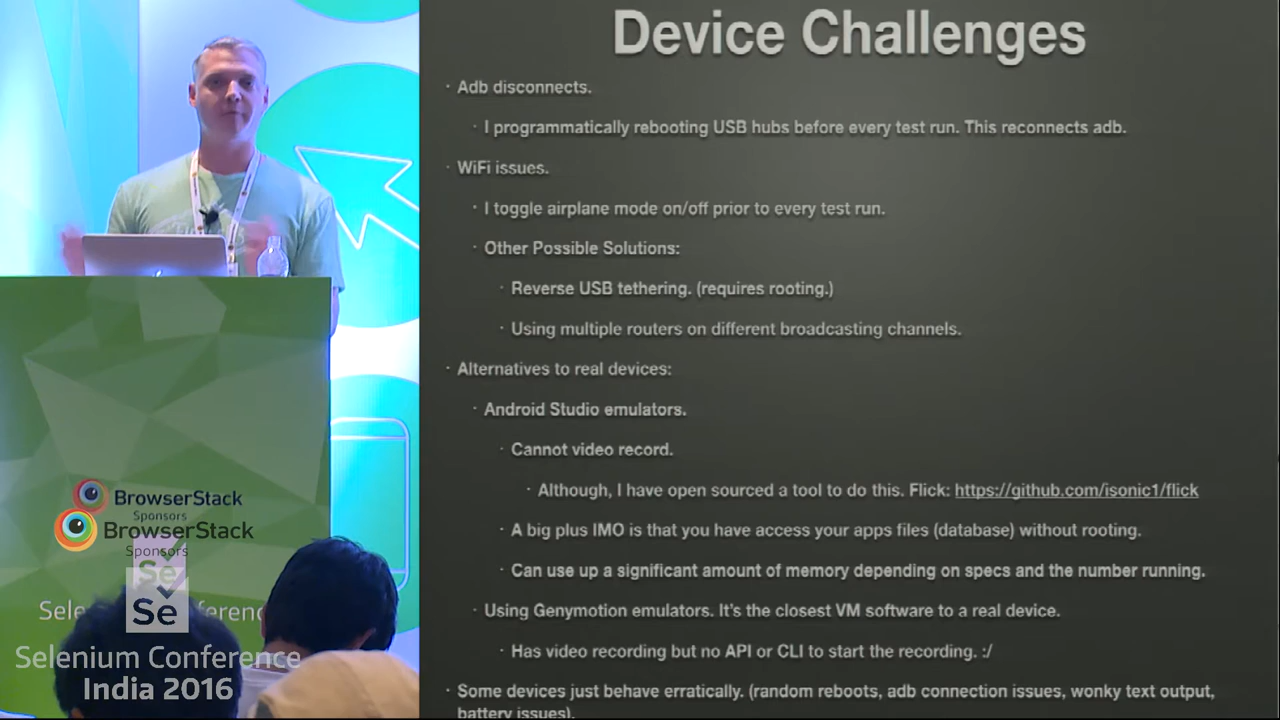 Device Challenges
· Adb disconnects.
· I programmatically rebooting USB hubs before every test run. This reconnects adb.
· WiFi issues.
· I toggle airplane mode on/off prior to every test run.
· Other Possible Solutions:
· Reverse USB tethering. (requires rooting.)
· Using multiple routers on different broadcasting channels.
· Alternatives to real devices:
· Android Studio emulators.
· Cannot video record.
· Although, I have open sourced a tool to do this. Flick: https://github.com/isonic1/flick
· A big plus IMO is that you have access your apps files (database) without rooting.
· Can use up a significant amount of memory depending on specs and the number running.
· Using Genymotion emulators. It's the closest VM software to a real device.
· Has video recording but no API or CLI to start the recording. :/
· Some devices just behave erratically. (random reboots, adb connection issues, wonky text output,
battery issues).
BrowserStack
Sponsors
BrowserStack
Sponsors
Se
Se
Selenium Conference
India 2016